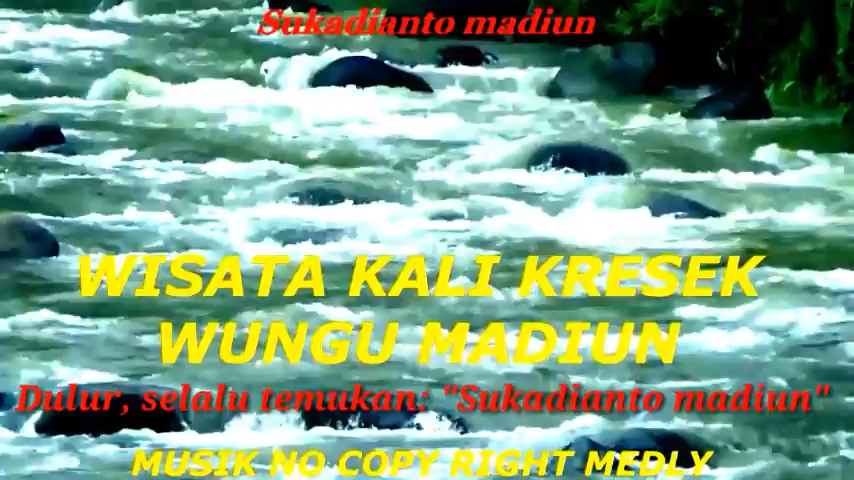 Sukadianto madiun
WISATA KALI KRESEK
WUNGU MADIUN
Dulur, selalu temukan: "Sukadianto madiun"
MUSIK NO COPY RIGHT MEDLY